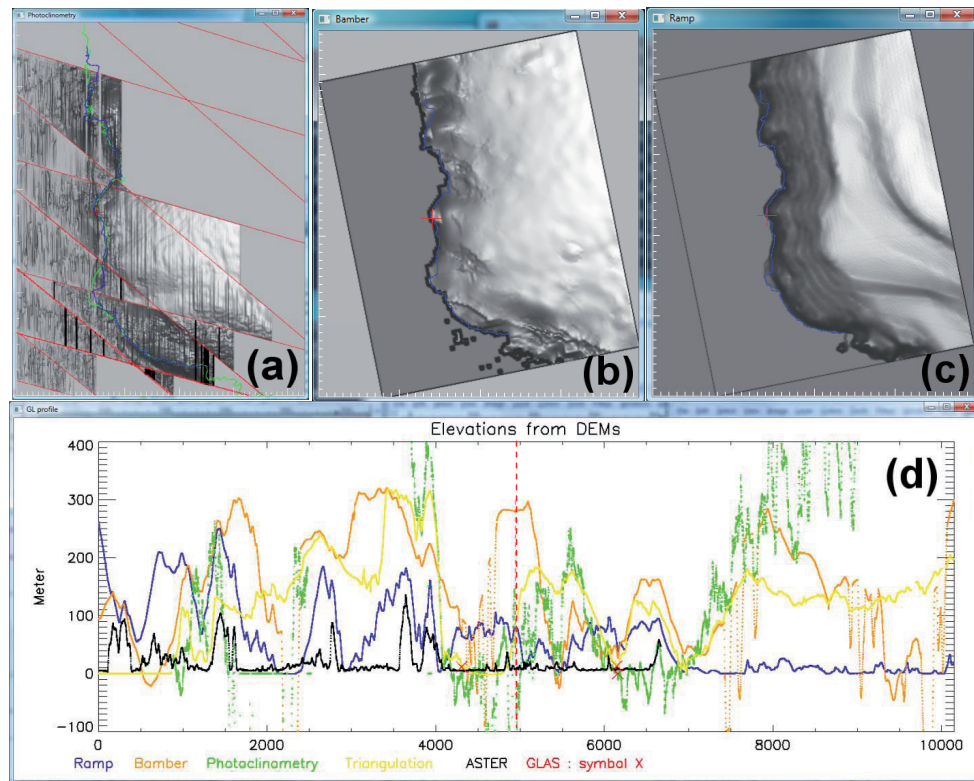 Photoclinometry
Bamber
Ramp
(a)
(b)
(c)
GL profile
Elevations from DEMs
(d)
400
300
200
100
0
-100
Meter
0 2000 4000 6000 8000 10000
Ramp Bamber Photoclinometry Triangulation ASTER GLAS : symbol X